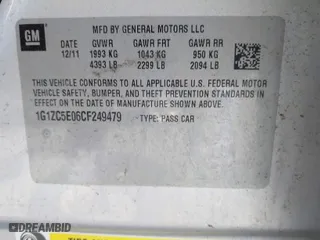 GM
MFD BY GENERAL MOTORS LLC
12/11 GVWR GAWR FRT GAWR RR
1993 KG 1043 KG 950 KG
4393 LB 2299 LB 2094 LB
THIS VEHICLE CONFORMS TO ALL APPLICABLE U.S. FEDERAL MOTOR
VEHICLE SAFETY, BUMPER, AND THEFT PREVENTION STANDARDS IN
EFFECT ON THE DATE OF MANUFACTURE SHOWN ABOVE.
1G1ZC5E06CF249479 TYPE: PASS CAR
DREAMBID